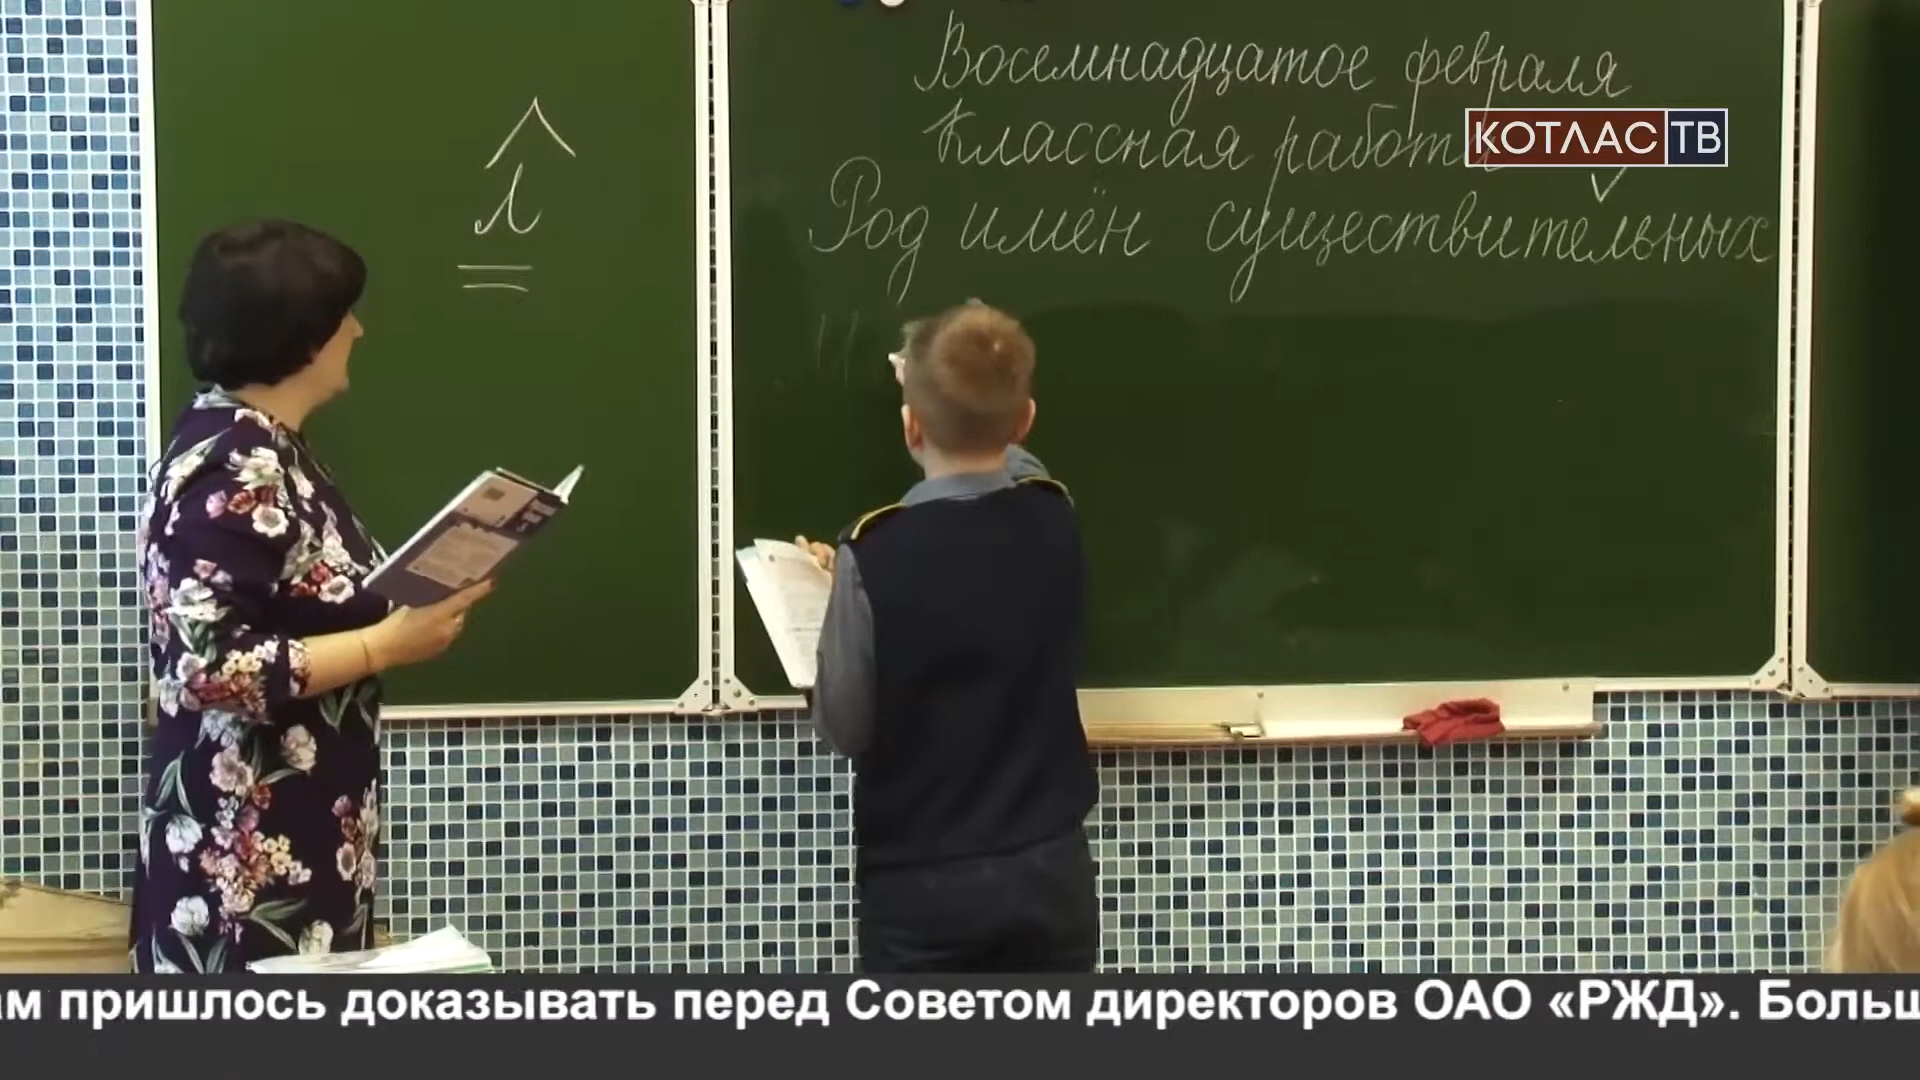 л
Восемнадцатое февраля
Классная работа
КОТЛАС ТВ
Род имён существительных
ам пришлось доказывать перед Советом директоров ОАО «РЖД». Больш